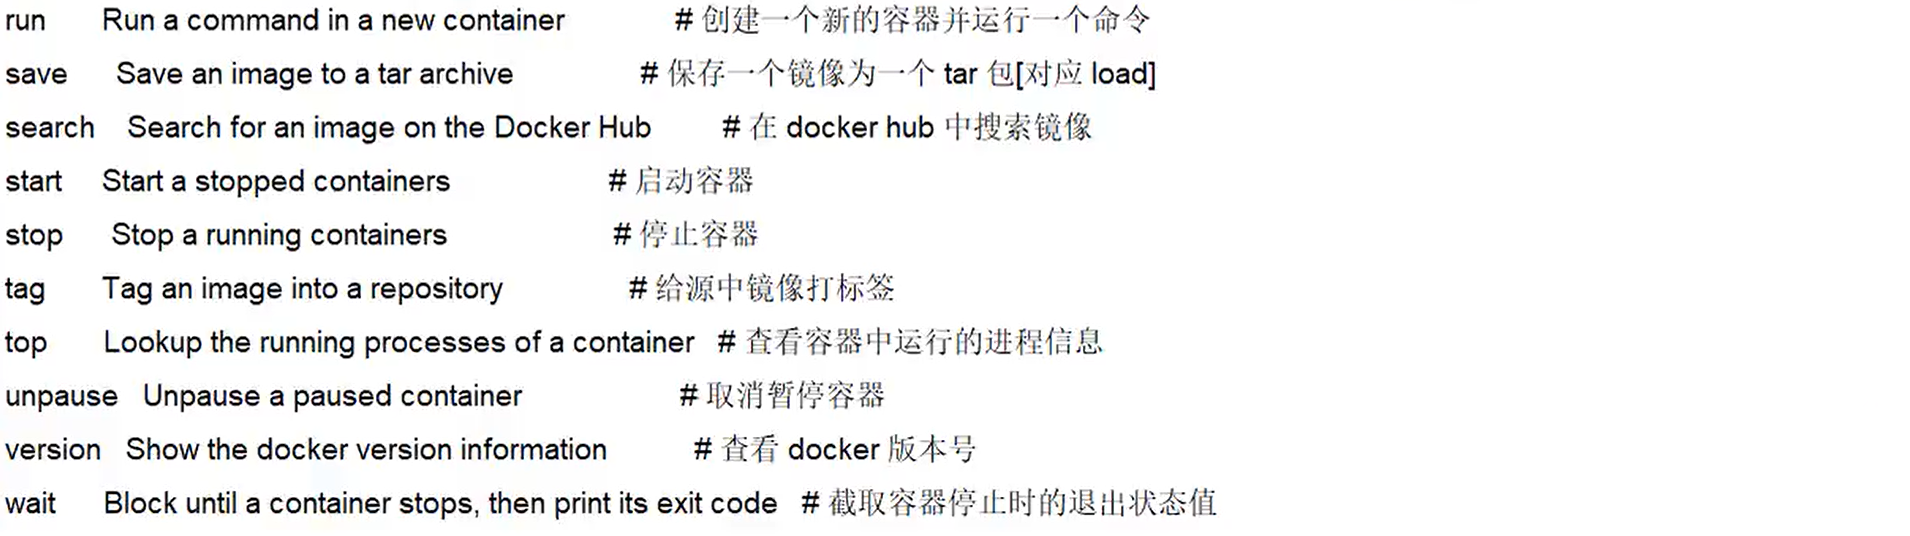 run Run a command in a new container # 创建一个新的容器并运行一个命令
save Save an image to a tar archive # 保存一个镜像为一个 tar 包[对应 load]
search Search for an image on the Docker Hub # 在 docker hub 中搜索镜像
start Start a stopped containers # 启动容器
stop Stop a running containers # 停止容器
tag Tag an image into a repository # 给源中镜像打标签
top Lookup the running processes of a container # 查看容器中运行的进程信息
unpause Unpause a paused container # 取消暂停容器
version Show the docker version information # 查看 docker 版本号
wait Block until a container stops, then print its exit code # 截取容器停止时的退出状态值